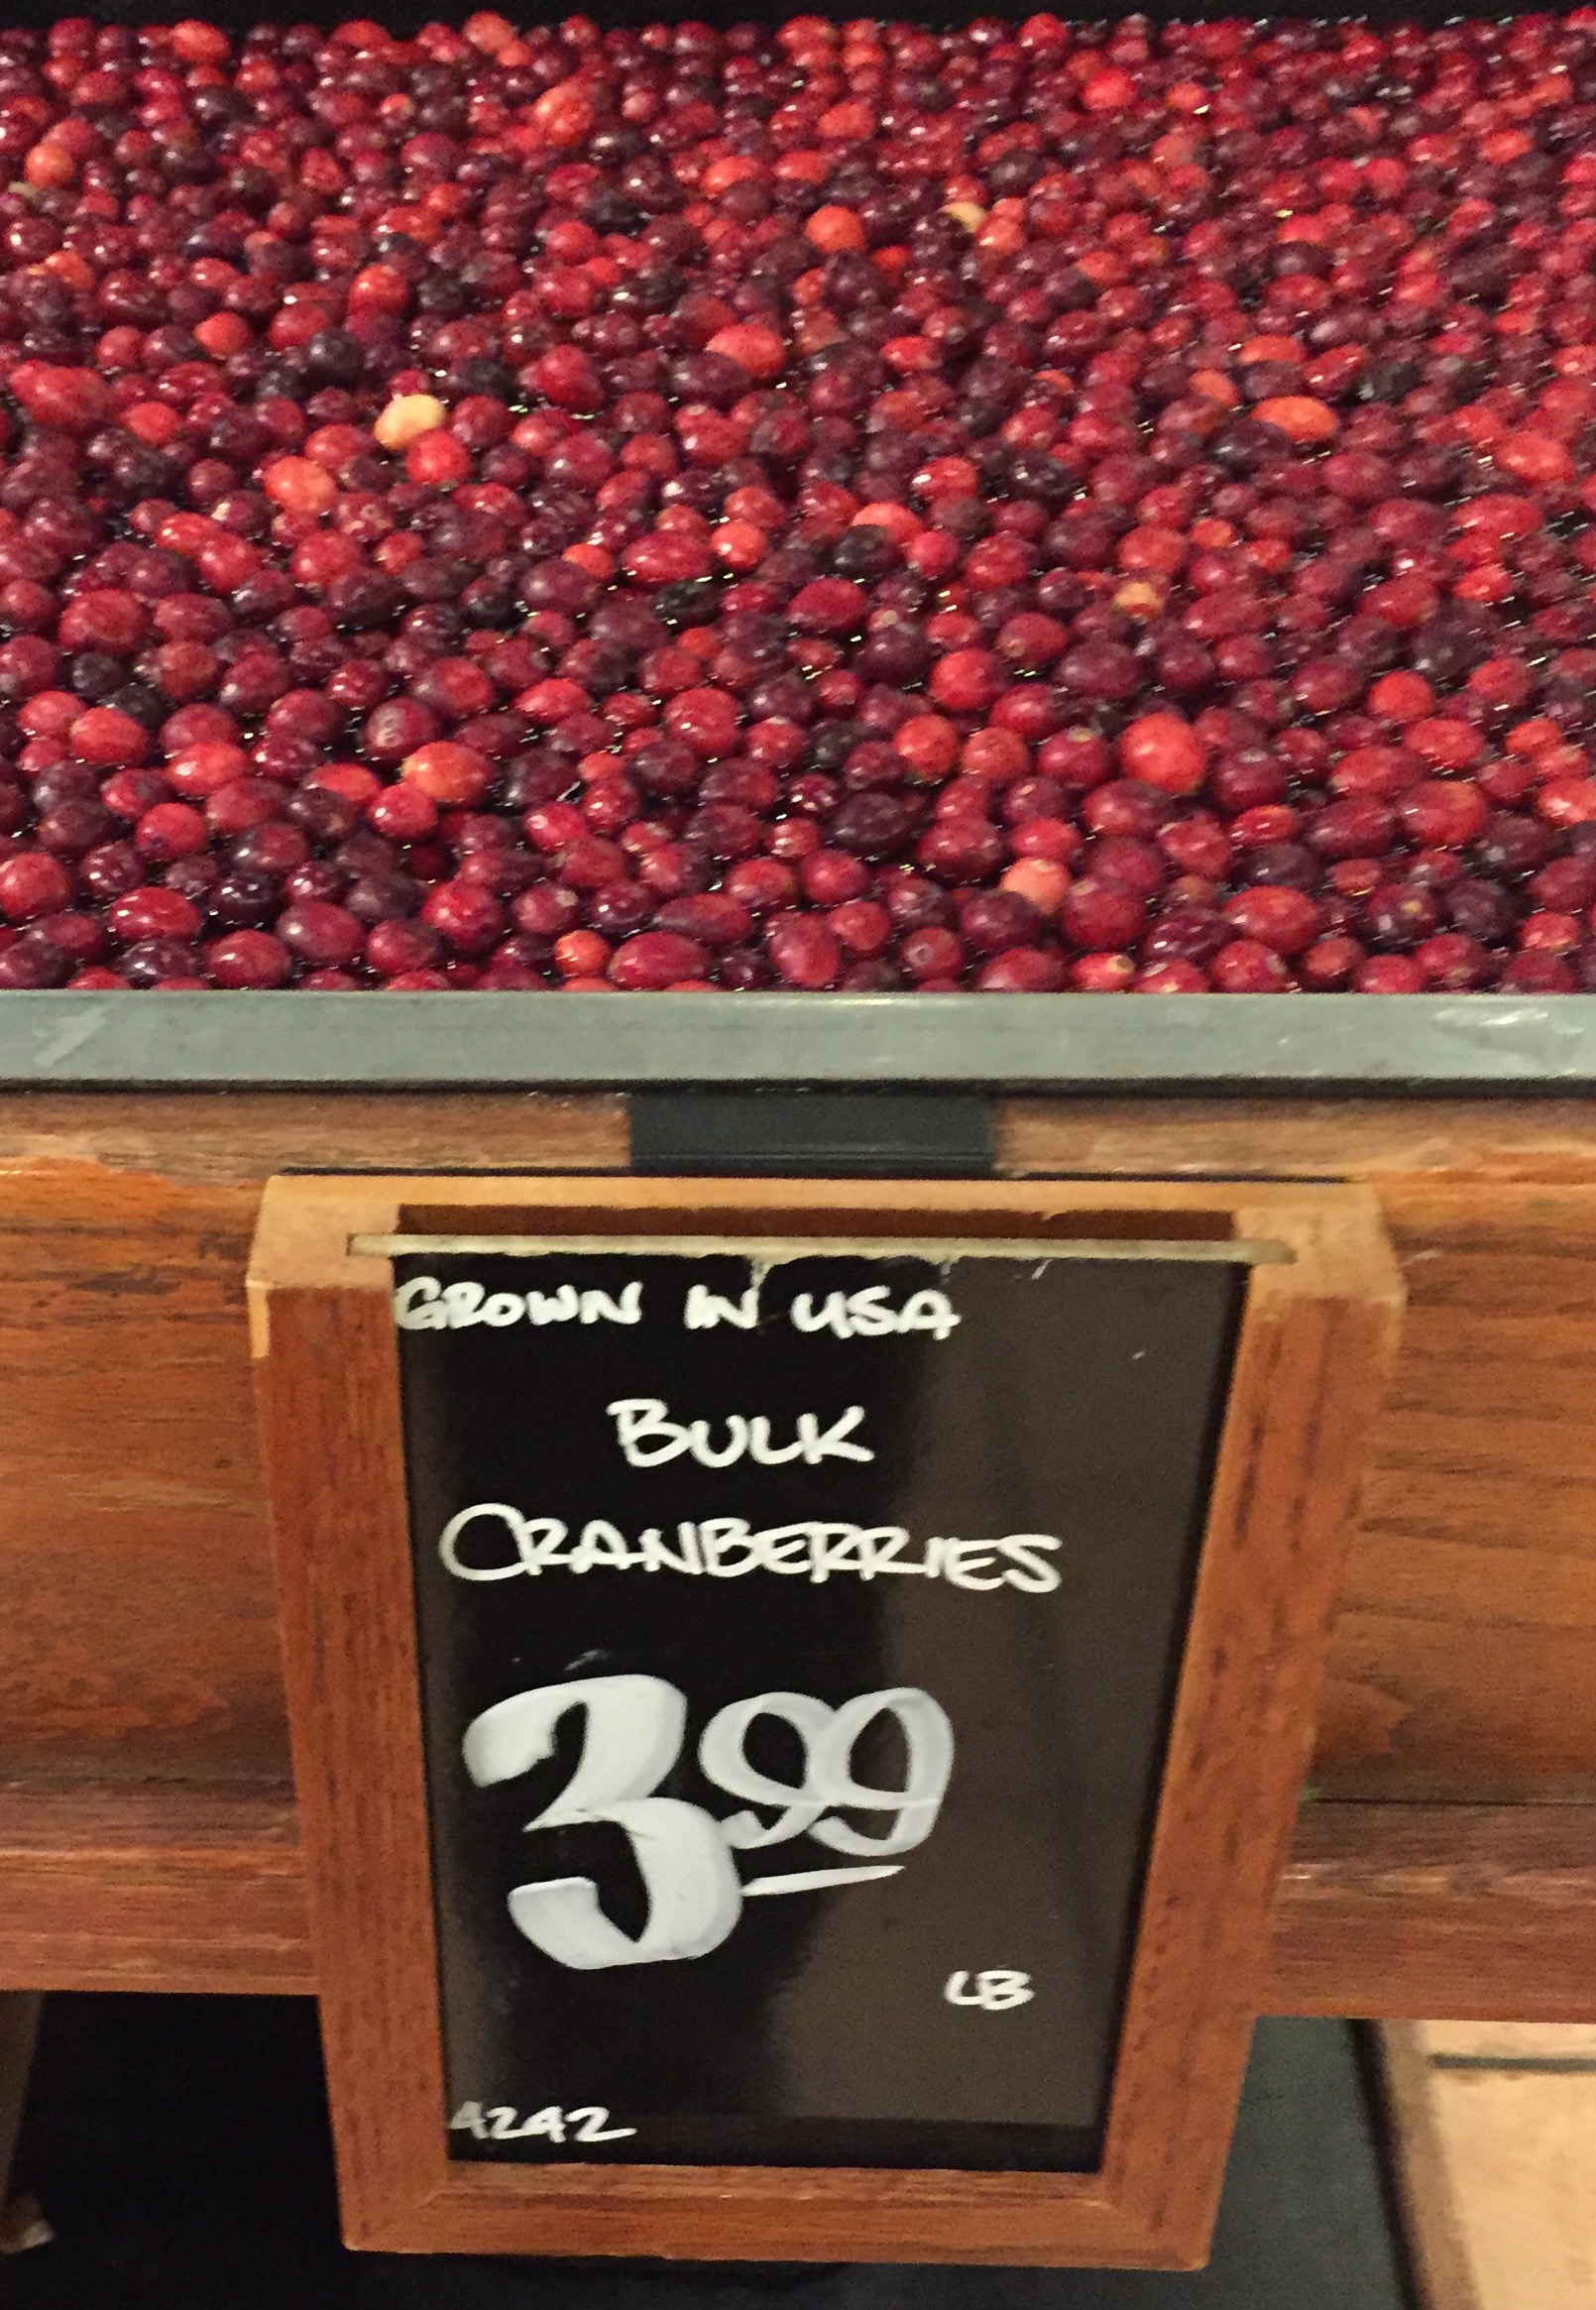 GROWN IN USA
BULK
CRANBERRIES
3.99
LB
4242